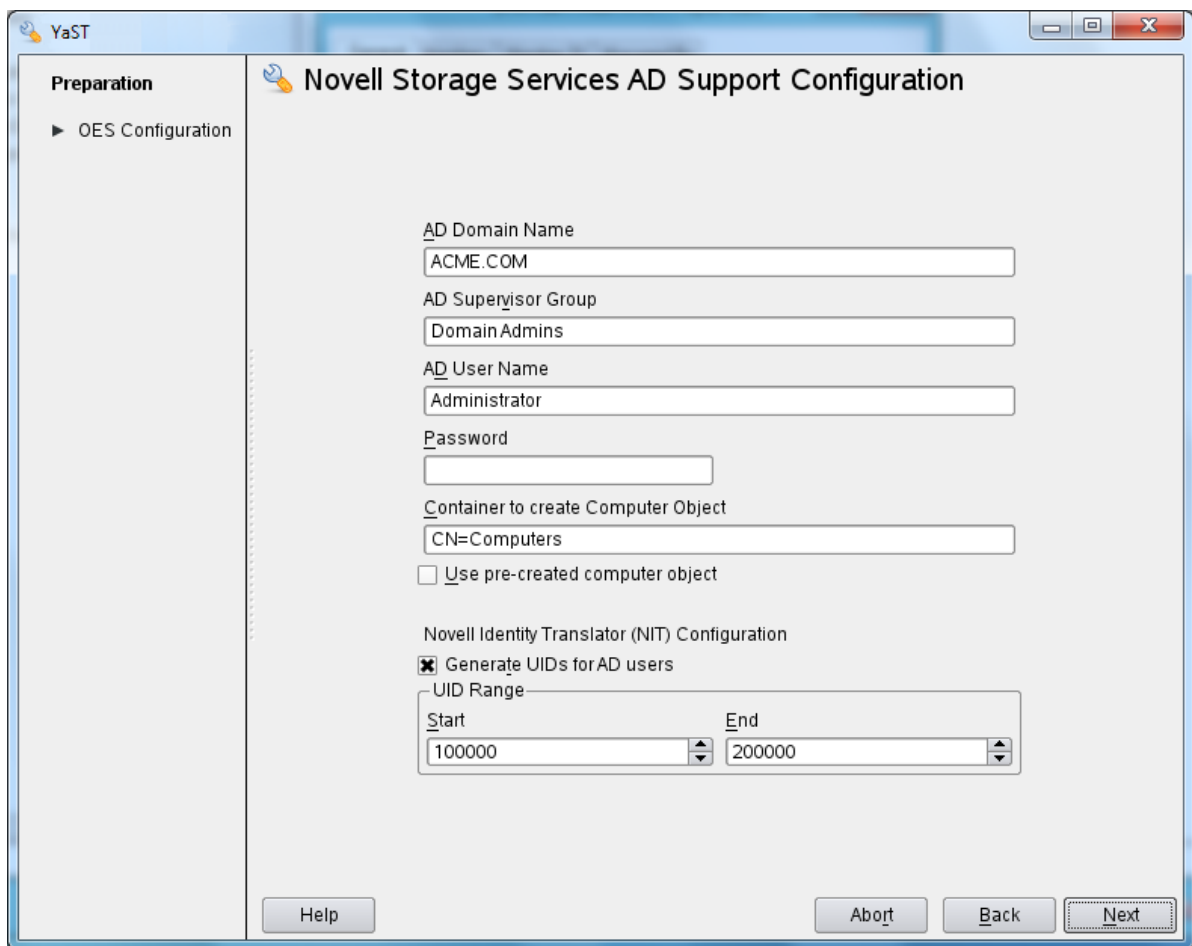 YaST
Preparation
OES Configuration
Novell Storage Services AD Support Configuration
AD Domain Name
ACME.COM
AD Supervisor Group
Domain Admins
AD User Name
Administrator
Password
Container to create Computer Object
CN=Computers
Use pre-created computer object
Novell Identity Translator (NIT) Configuration
Generate UIDs for AD users
UID Range
Start End
100000 200000
Help Abort Back Next